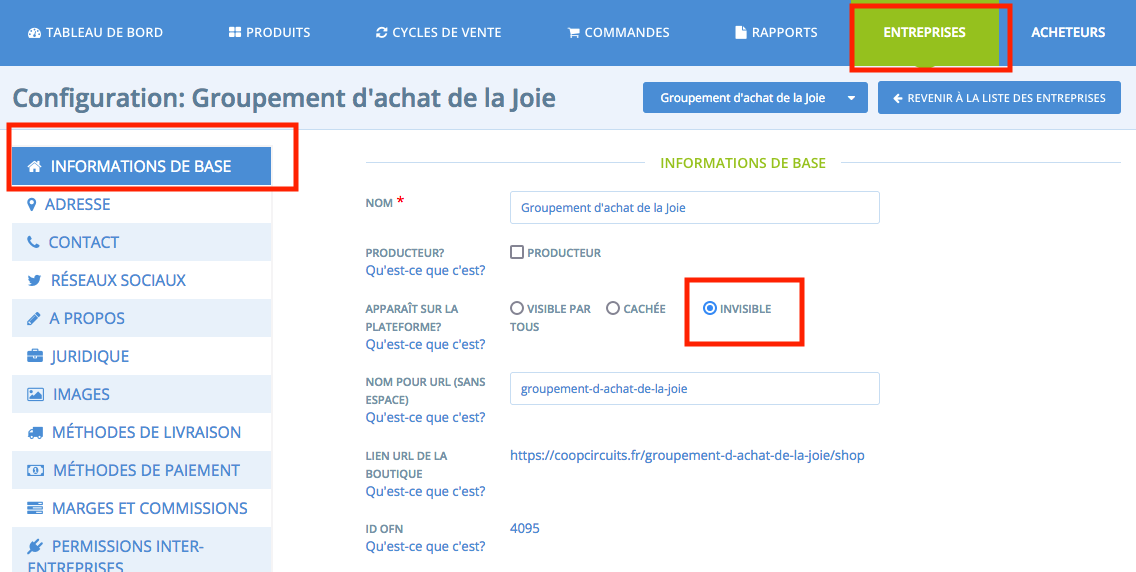 TABLEAU DE BORD PRODUITS CYCLES DE VENTE COMMANDES RAPPORTS ENTREPRISES ACHETEURS
Configuration: Groupement d'achat de la Joie
Groupement d'achat de la Joie
REVENIR À LA LISTE DES ENTREPRISES
INFORMATIONS DE BASE
ADRESSE
CONTACT
RÉSEAUX SOCIAUX
A PROPOS
JURIDIQUE
IMAGES
MÉTHODES DE LIVRAISON
MÉTHODES DE PAIEMENT
MARGES ET COMMISSIONS
PERMISSIONS INTER-
ENTREPRISES
INFORMATIONS DE BASE
NOM *
Groupement d'achat de la Joie
PRODUCTEUR?
Qu'est-ce que c'est?
PRODUCTEUR
APPARAÎT SUR LA
PLATEFORME?
Qu'est-ce que c'est?
VISIBLE PAR
TOUS
CACHÉE
INVISIBLE
NOM POUR URL (SANS
ESPACE)
Qu'est-ce que c'est?
groupement-d-achat-de-la-joie
LIEN URL DE LA
BOUTIQUE
Qu'est-ce que c'est?
https://coopcircuits.fr/groupement-d-achat-de-la-joie/shop
ID OFN
Qu'est-ce que c'est?
4095